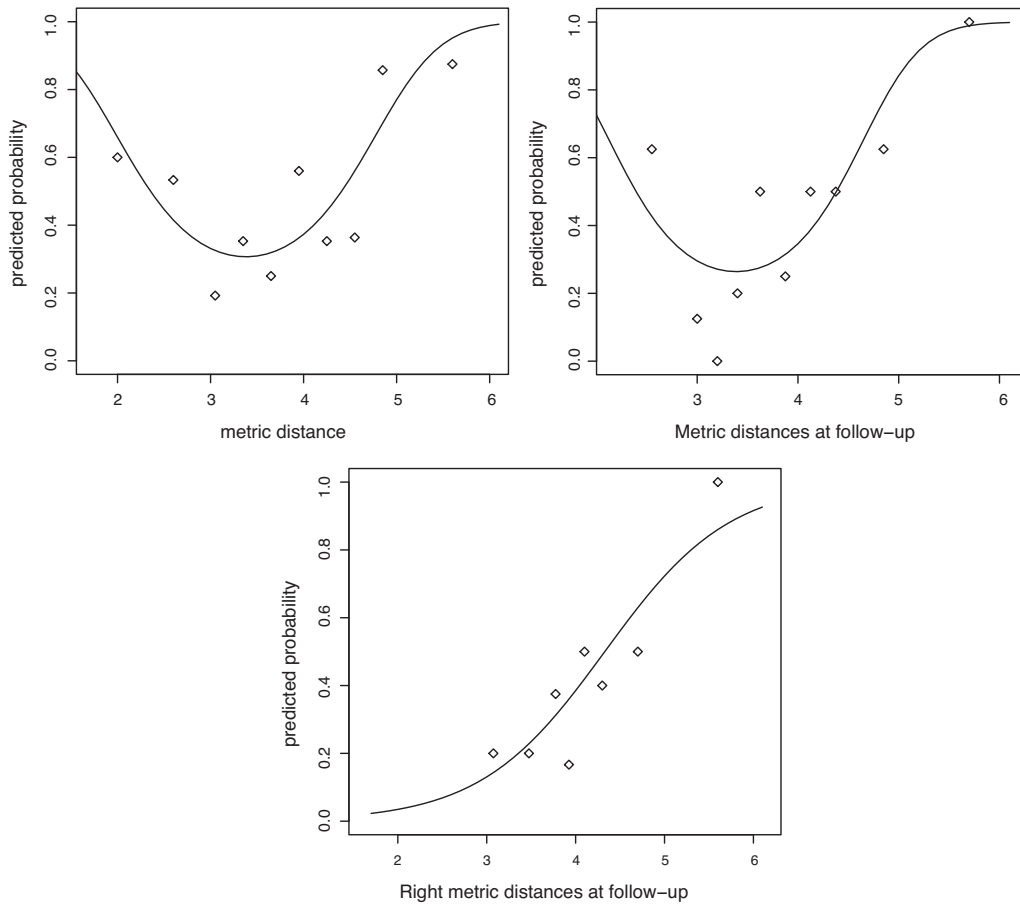 predicted probability
1.0
0.8
0.6
0.4
0.2
0.0
2 3 4 5 6
metric distance
predicted probability
1.0
0.8
0.6
0.4
0.2
0.0
3 4 5 6
Metric distances at follow-up
predicted probability
1.0
0.8
0.6
0.4
0.2
0.0
2 3 4 5 6
Right metric distances at follow-up